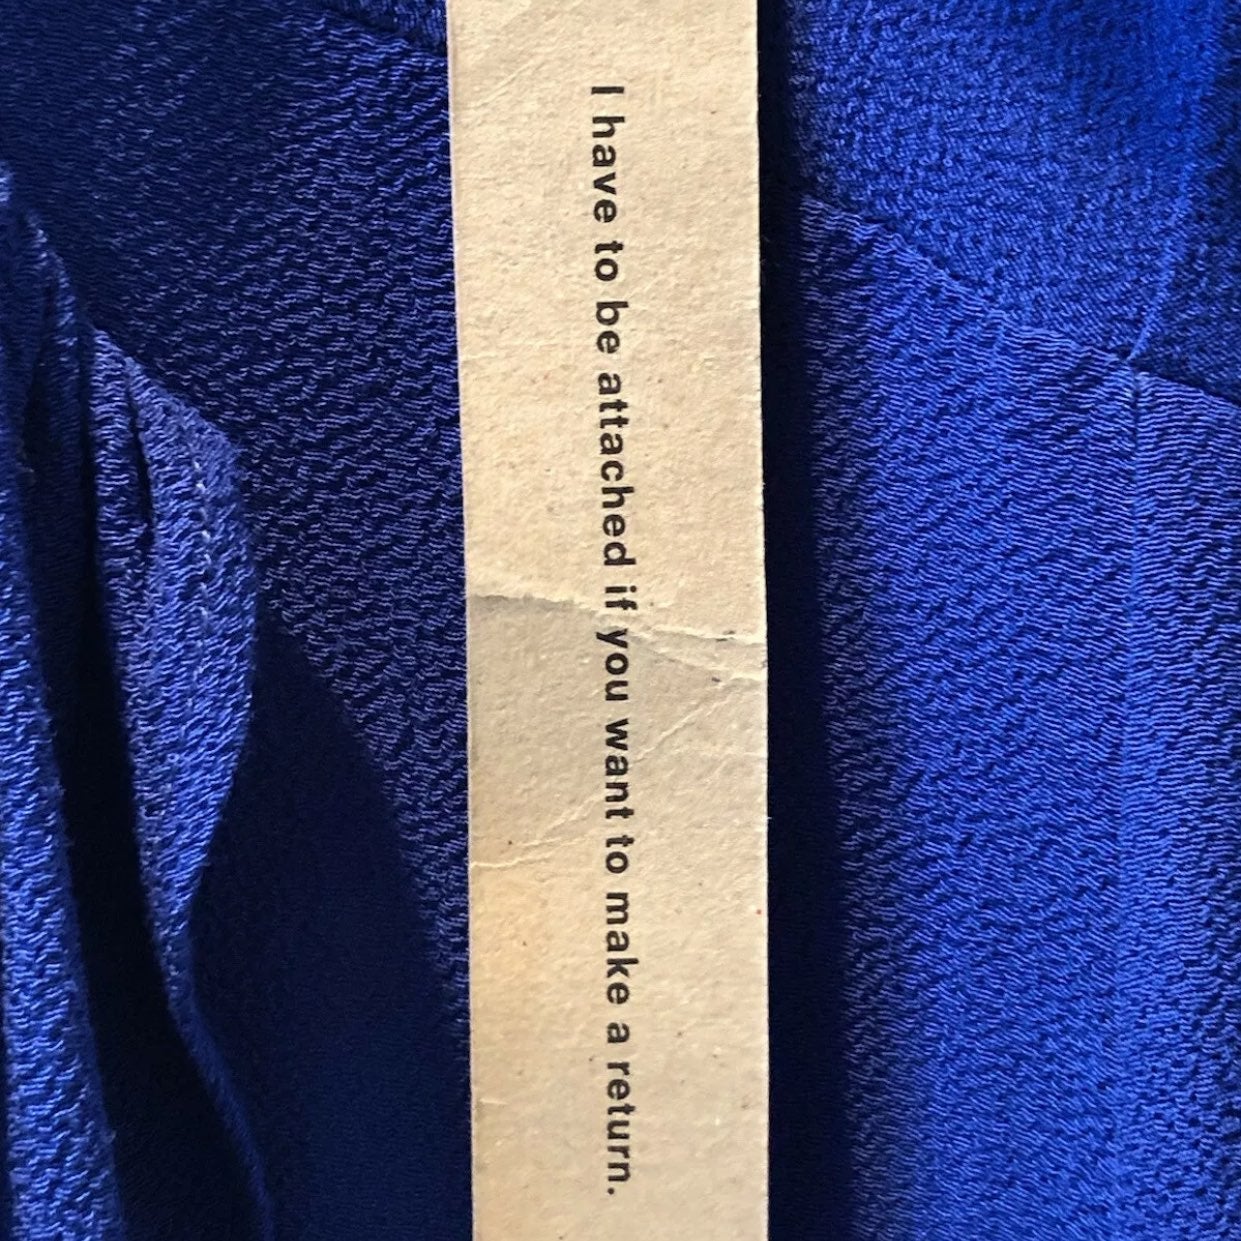 I have to be attached if you want to make a return.